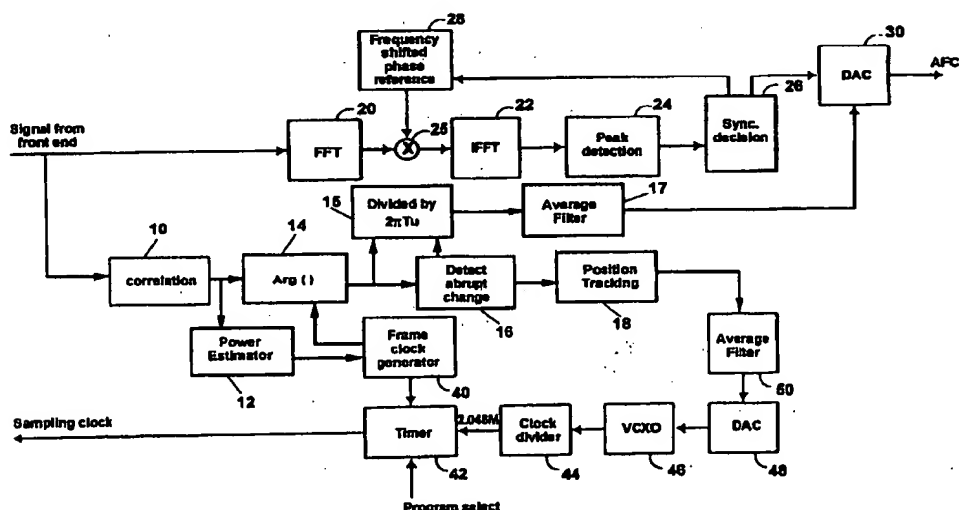 28
Frequency
shifted
phase
reference
30
DAC
AFC
Signal from
front end
20
FFT
X
25
22
IFFT
24
Peak
detection
26
Sync.
decision
15
Divided by
2πTu
17
Average
Filter
10
correlation
14
Arg ( )
Detect
abrupt
change
16
Position
Tracking
18
Power
Estimator
12
Frame
clock
generator
40
Average
Filter
50
Sampling clock
Timer
42
2.048M
Clock
divider
44
VCXO
46
DAC
48
Program select